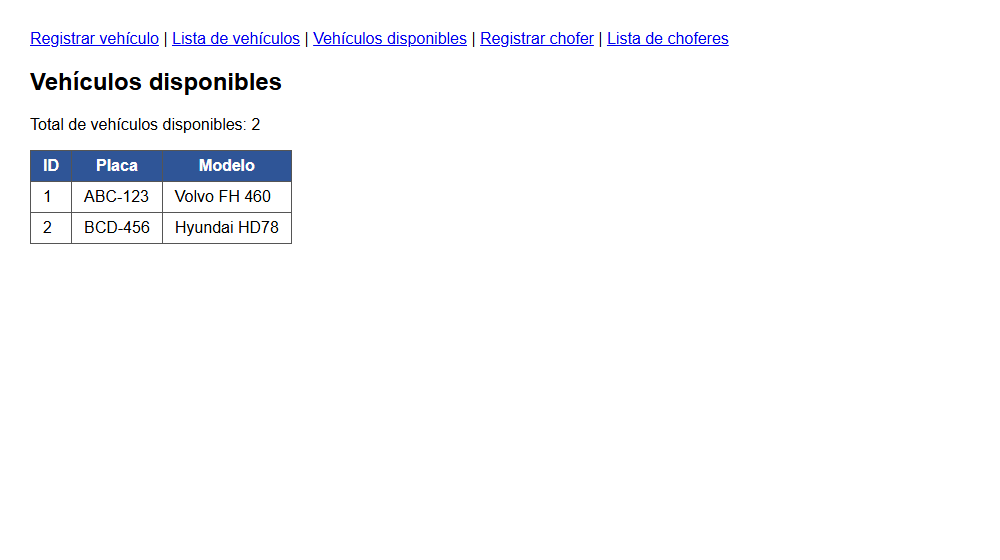 Registrar vehículo | Lista de vehículos | Vehículos disponibles | Registrar chofer | Lista de choferes
Vehículos disponibles
Total de vehículos disponibles: 2
ID Placa Modelo
1 ABC-123 Volvo FH 460
2 BCD-456 Hyundai HD78